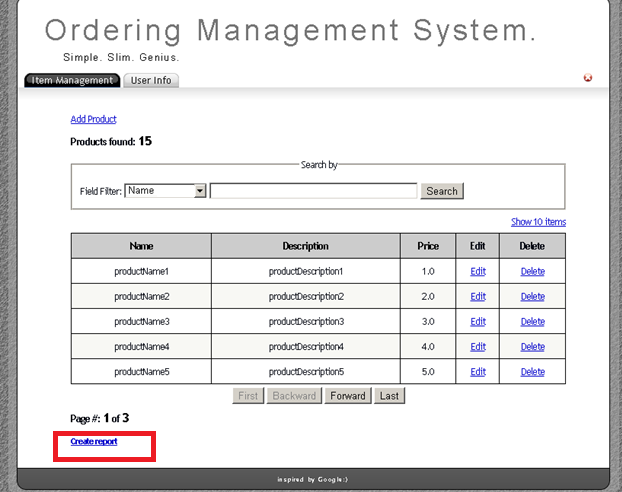 Ordering Management System.
Simple. Slim. Genius.
Item Management User Info
Add Product
Products found: 15
Search by
Field Filter: Name Search
Show 10 items
Name Description Price Edit Delete
productName1 productDescription1 1.0 Edit Delete
productName2 productDescription2 2.0 Edit Delete
productName3 productDescription3 3.0 Edit Delete
productName4 productDescription4 4.0 Edit Delete
productName5 productDescription5 5.0 Edit Delete
First Backward Forward Last
Page #: 1 of 3
Create report
inspired by Google:)